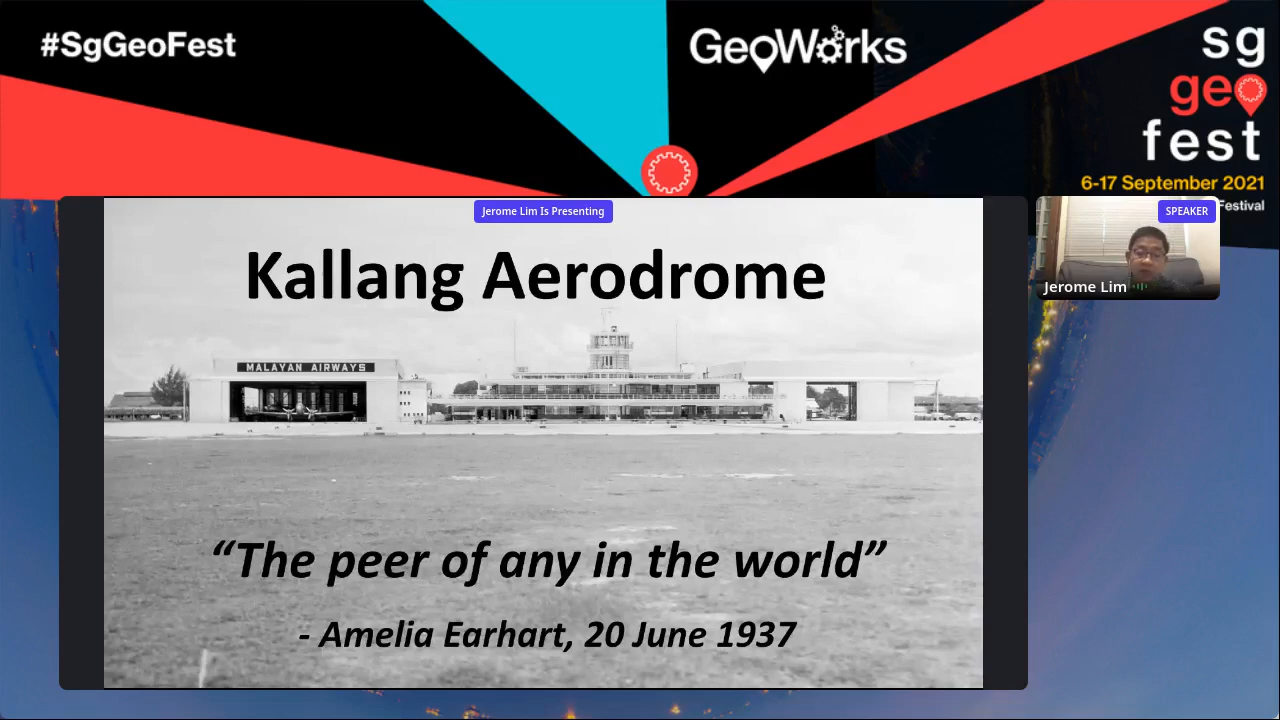 #SgGeoFest
GeoWorks
sg
geo
fest
6-17 September 2021
Festival
Jerome Lim Is Presenting
SPEAKER
Jerome Lim
Kallang Aerodrome
MALAYAN AIRWAYS
“The peer of any in the world”
- Amelia Earhart, 20 June 1937